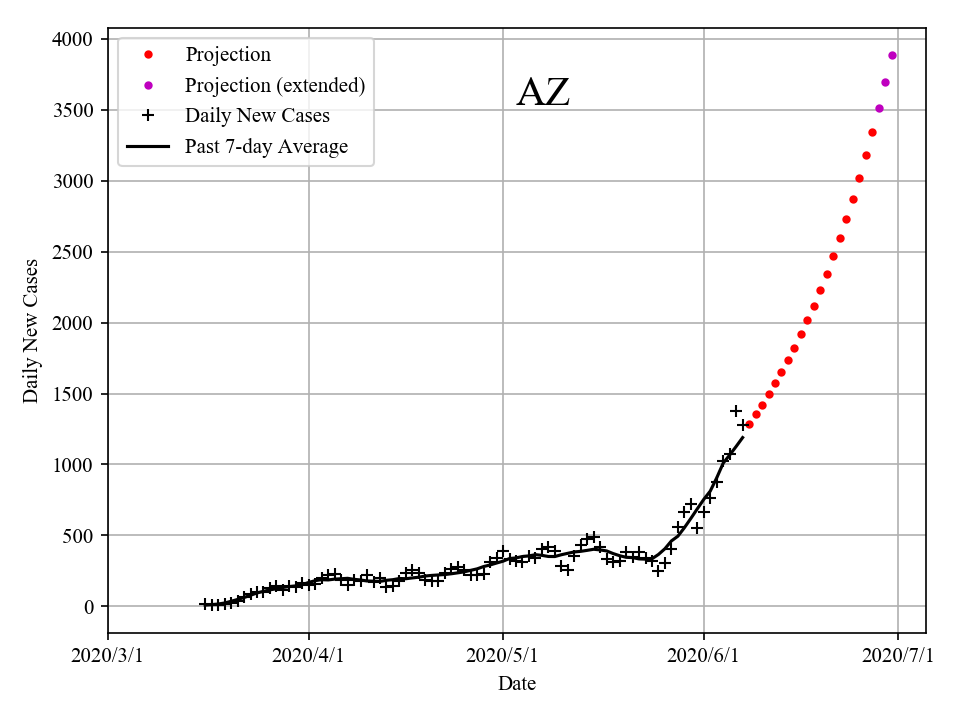 AZ
Projection
Projection (extended)
Daily New Cases
Past 7-day Average
4000
3500
3000
2500
2000
1500
1000
500
0
Daily New Cases
2020/3/1
2020/4/1
2020/5/1
2020/6/1
2020/7/1
Date